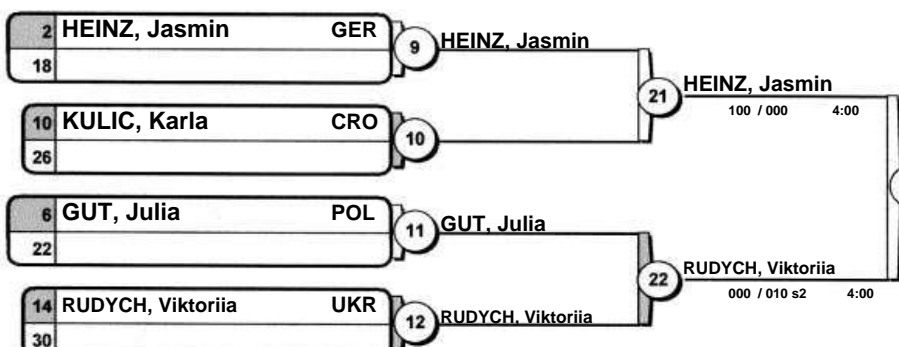 2 HEINZ, Jasmin GER
18
9
HEINZ, Jasmin
10 KULIC, Karla CRO
26
10
21
HEINZ, Jasmin
100 / 000 4:00
6 GUT, Julia POL
22
11
GUT, Julia
14 RUDYCH, Viktoriia UKR
30
12
RUDYCH, Viktoriia
22
RUDYCH, Viktoriia
000 / 010 s2 4:00